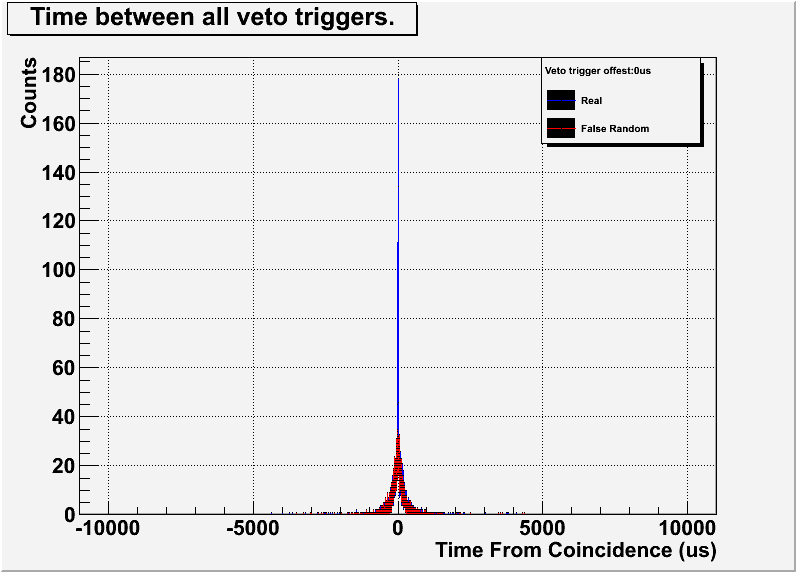 Time between all veto triggers.
Counts
180
160
140
120
100
80
60
40
20
0
Veto trigger offest:0us
Real
False Random
-10000 -5000 0 5000 10000
Time From Coincidence (us)